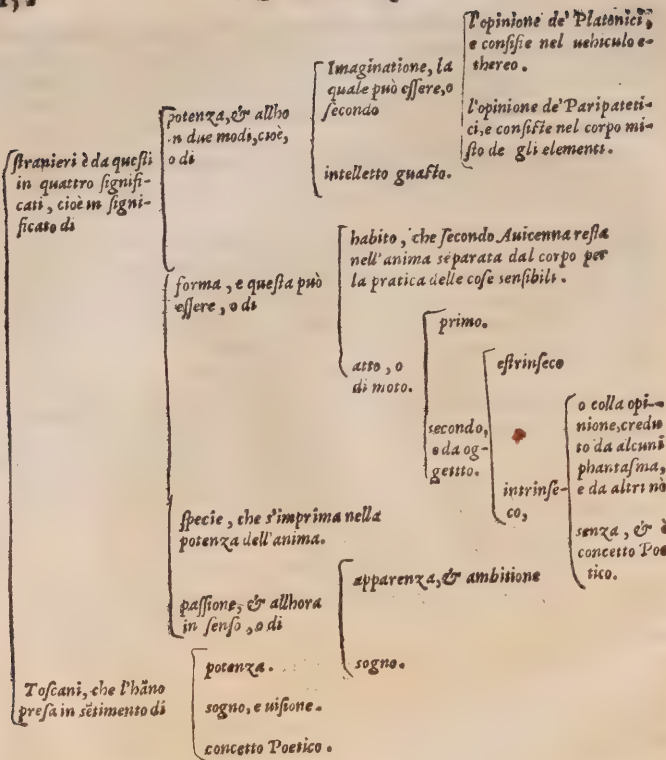 l'opinione de' Platonici,
e consiste nel uehiculo e-
thereo.
Imaginatione, la
quale può essere, o
secondo
l'opinione de' Paripateti-
ci, e consiste nel corpo mi-
sto de gli elementi.
potenza, & allho
in due modi, cioè,
o di
intelletto guasto.
stranieri è da questi
in quattro signifi-
cati, cioè in signi-
ficato di
habito, che secondo Auicenna resta
nell'anima separata dal corpo per
la pratica delle cose sensibili.
forma, e questa può
essere, o di
primo.
atto, o
di moto.
estrinseco
secondo,
e da og-
gettto.
o colla opi-
nione, credu
to da alcuni
phantasma,
e da altri nò
intrinse-
co,
senza, & è
concetto Poe
tico.
specie, che s'imprima nella
potenza dell'anima.
apparenza, & ambitione
passione, & allhora
in senso, o di
sogno.
Toscani, che l'hāno
presa in sētimento di
potenza.
sogno, e uisione.
concetto Poetico.